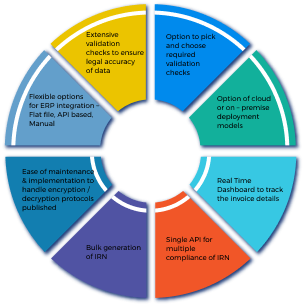 Extensive
validation
checks to ensure
legal accuracy
of data
Option to pick
and choose
required
validation
checks
Option of cloud
or on – premise
deployment
models
Real Time
Dashboard to track
the invoice details
Single API for
multiple
compliance of IRN
Bulk generation
of IRN
Ease of maintenance
& implementation to
handle encryption /
decryption protocols
published
Flexible options
for ERP integration –
Flat file, API based,
Manual